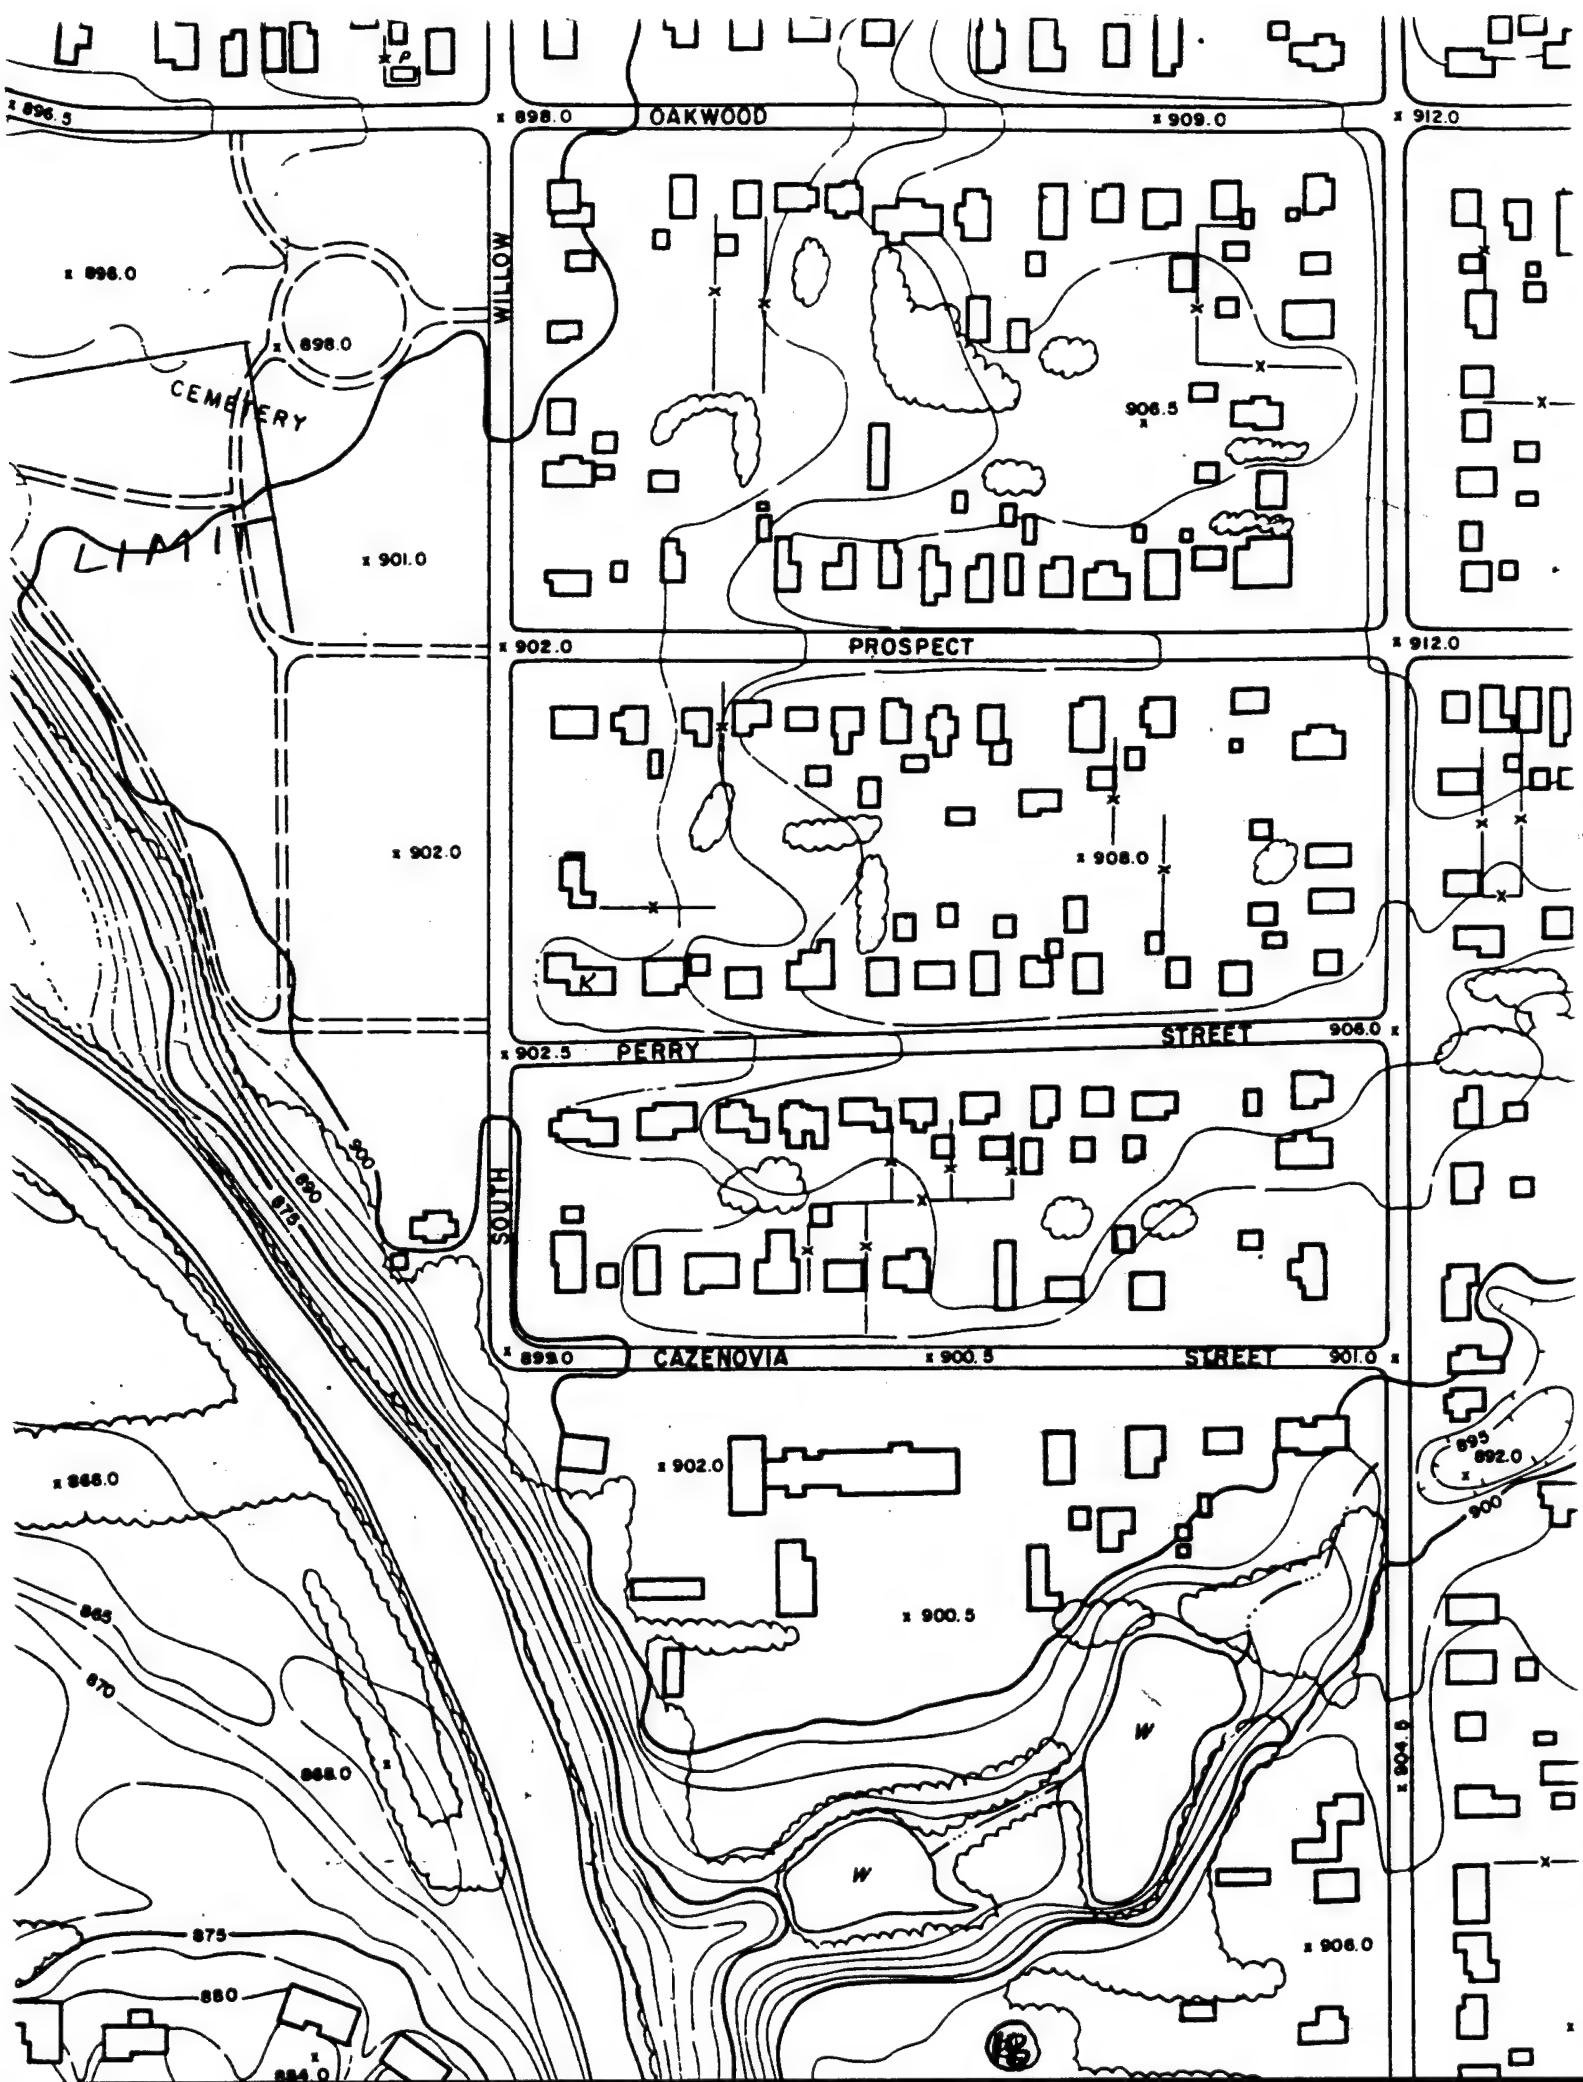 P
x 896.5
x 898.0
OAKWOOD
x 909.0
x 912.0
x 896.0
WILLOW
x 898.0
CEMETERY
906.5
x
LIMIT
x 901.0
x 902.0
PROSPECT
x 912.0
x 902.0
x 908.0
K
x 902.5
PERRY
STREET
906.0 x
900
890
875
SOUTH
x 899.0
CAZENOVIA
x 900.5
STREET
901.0 x
895
892.0
x
x 902.0
x 868.0
900
x 900.5
865
870
W
868.0 x
x 904.5
W
875
x 906.0
880
x
884.0